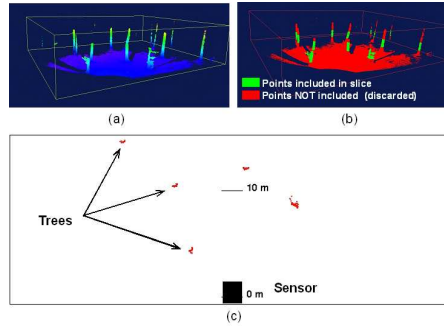 Points included in slice
Points NOT included (discarded)
(a)
(b)
10 m
Trees
Sensor
0 m
(c)